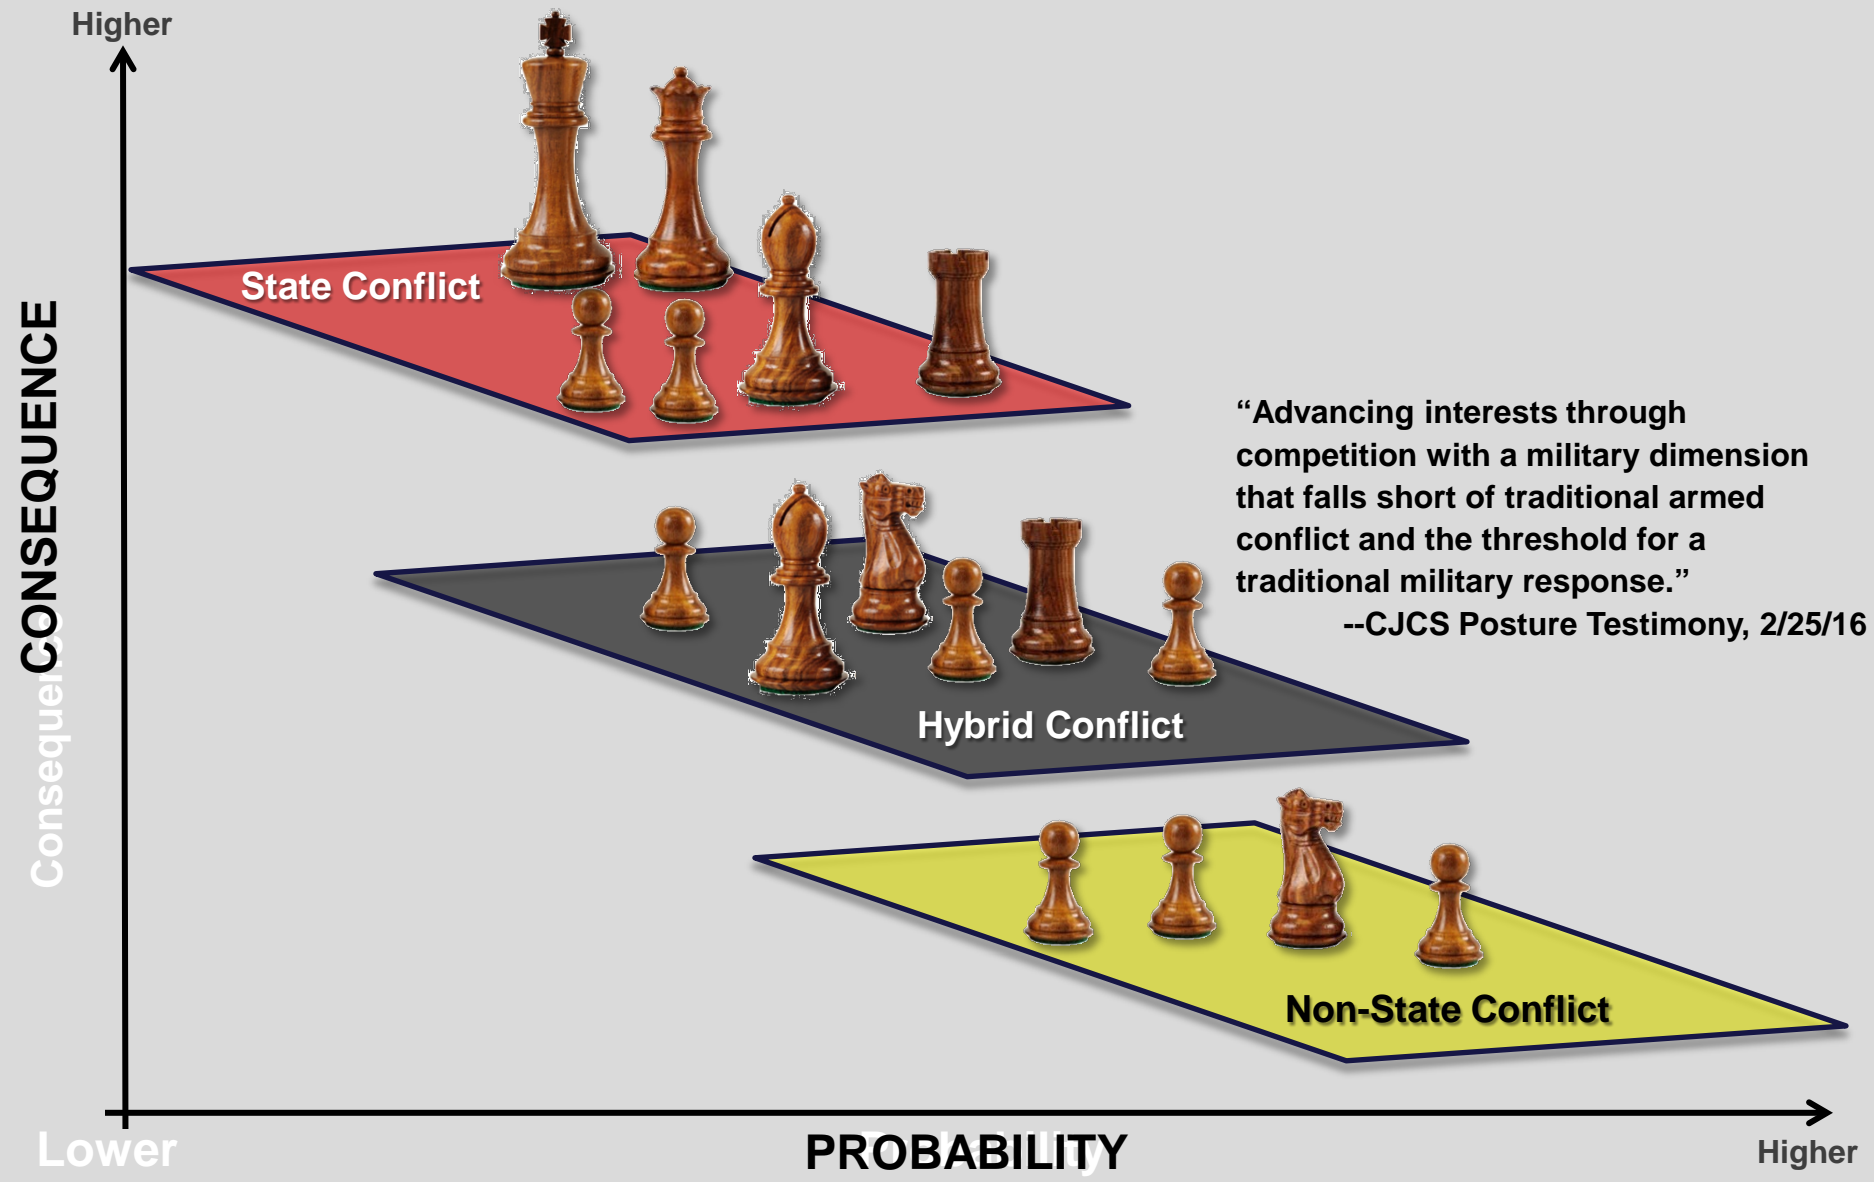 Higher
State Conflict
CONSEQUENCE
Consequence
“Advancing interests through
competition with a military dimension
that falls short of traditional armed
conflict and the threshold for a
traditional military response.”
--CJCS Posture Testimony, 2/25/16
Hybrid Conflict
Non-State Conflict
Lower
PROBABILITY
Probability
Higher